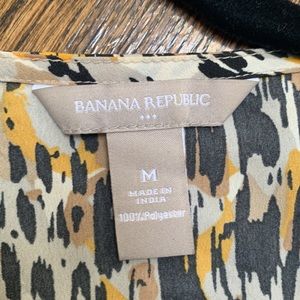 BANANA REPUBLIC
M
MADE IN
INDIA
100% Polyester